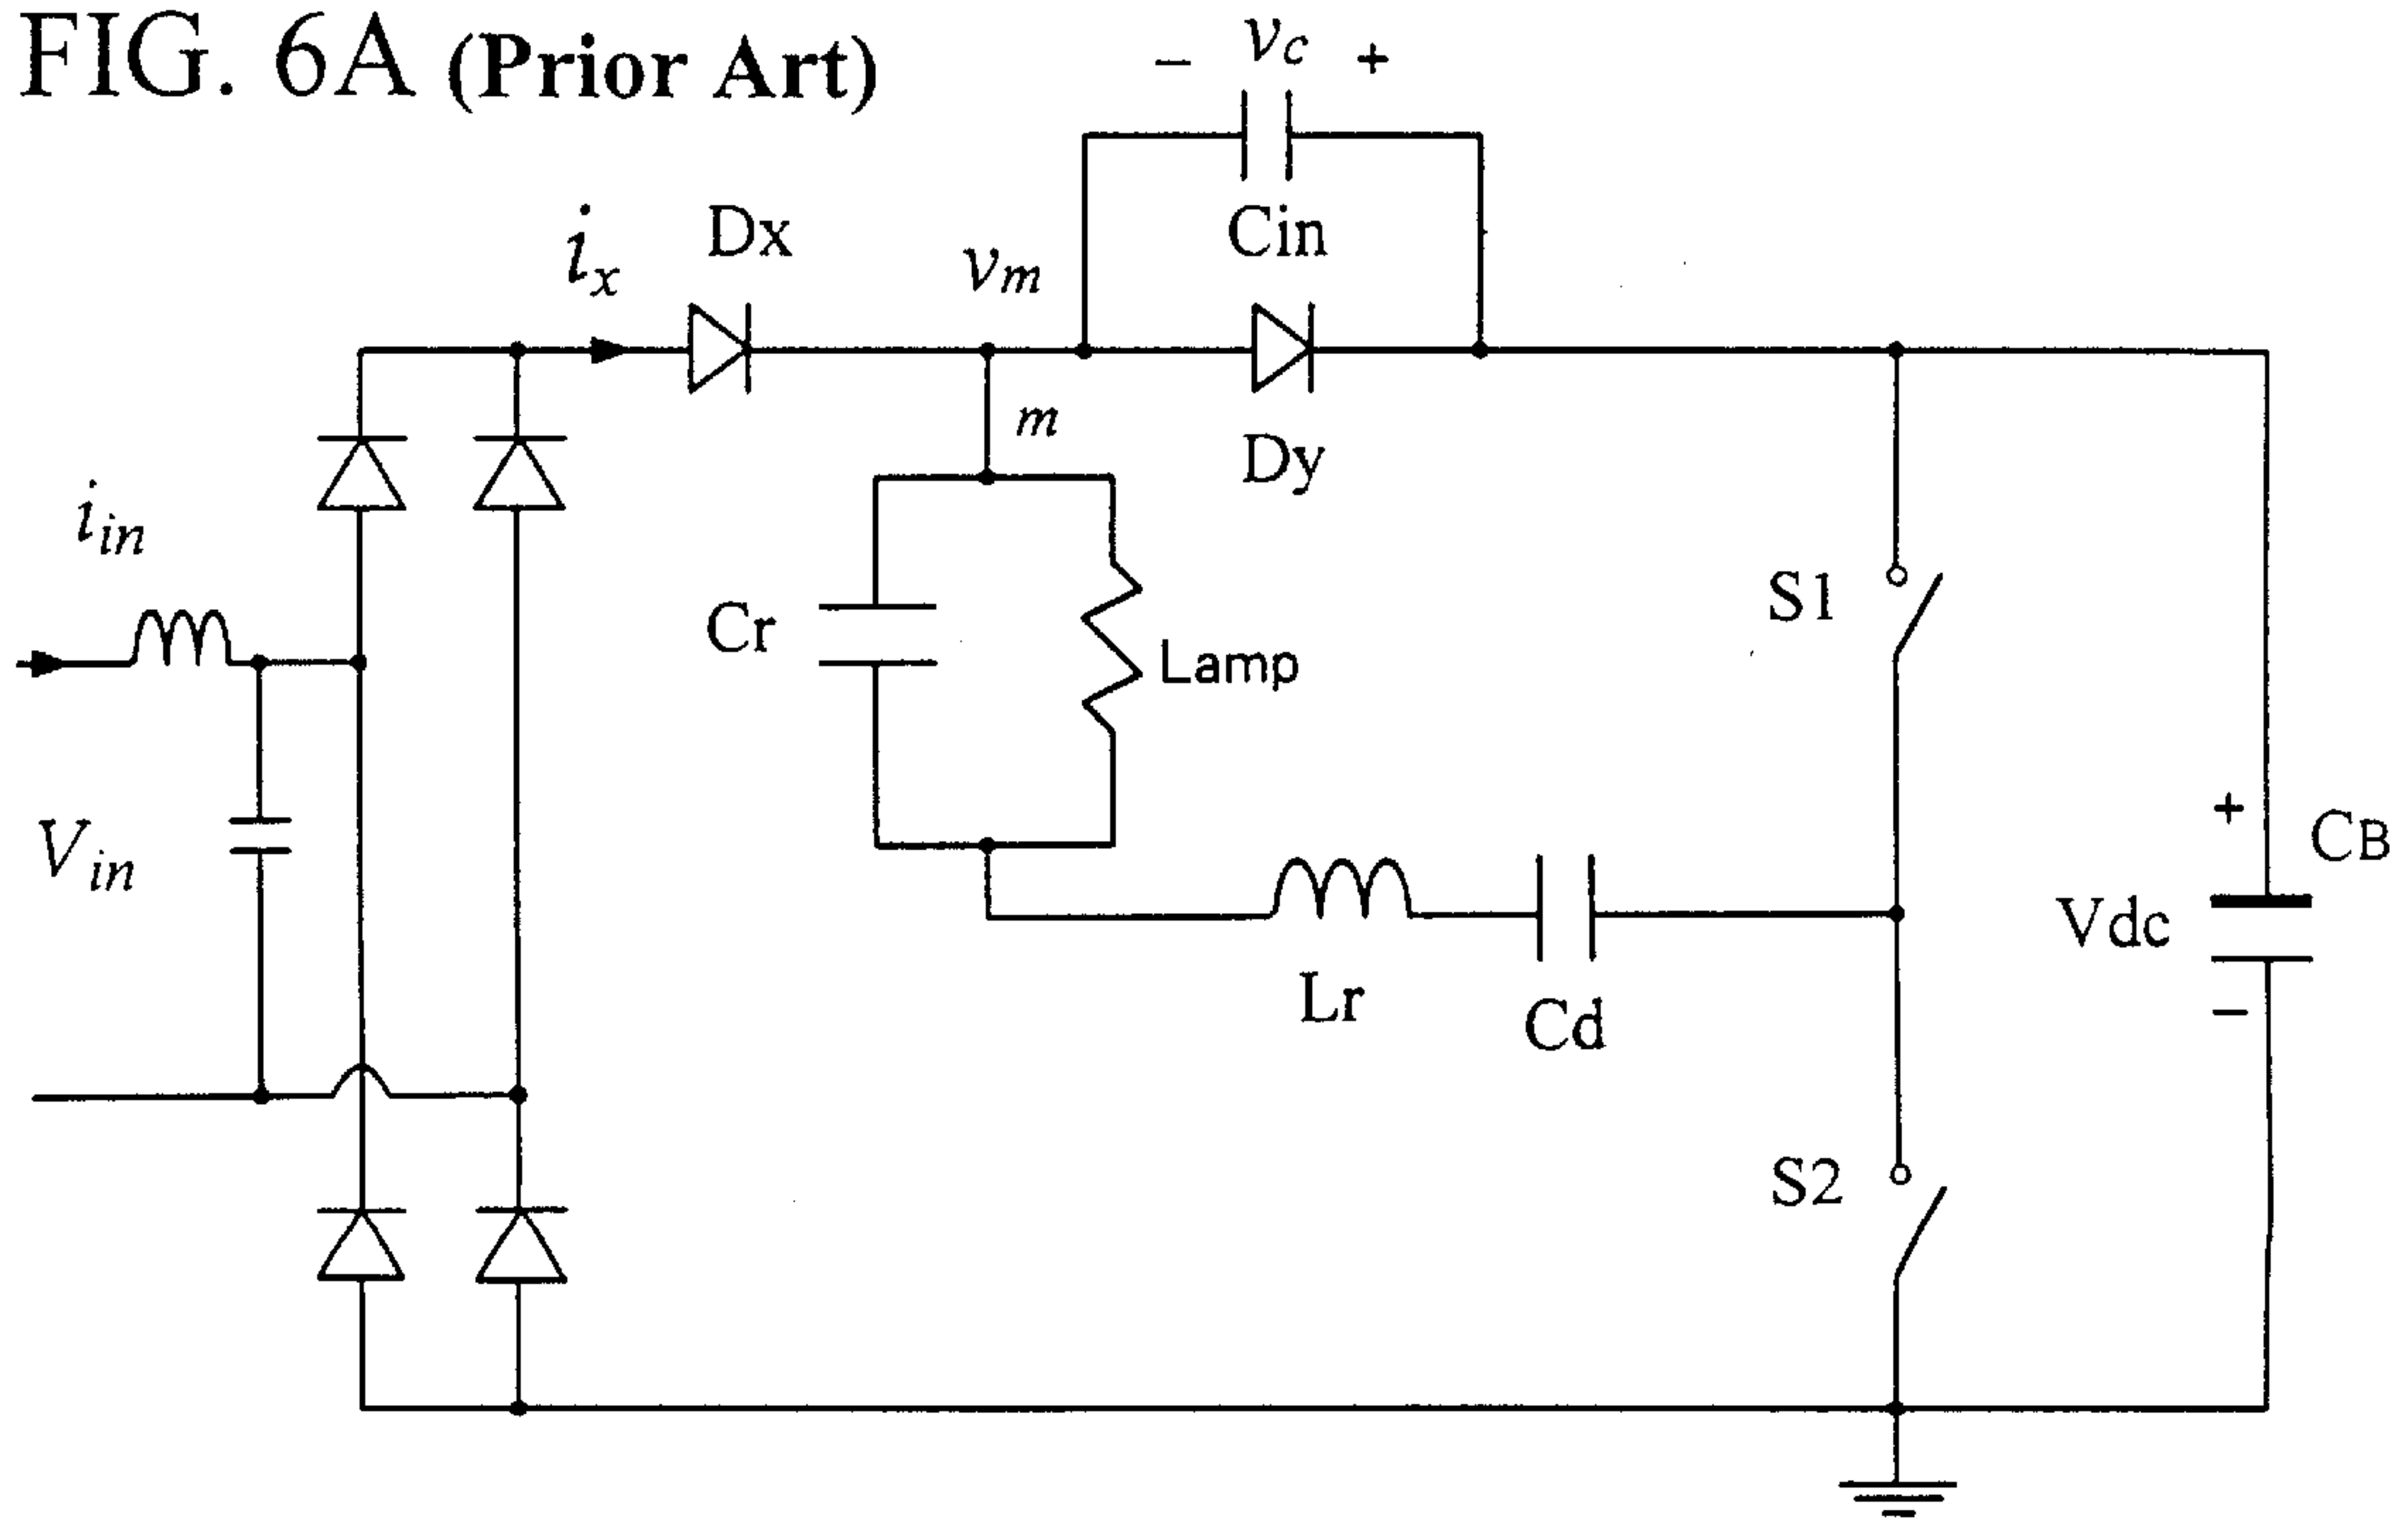 FIG. 6A (Prior Art)
− vc +
ix
Dx
vm
Cin
m
Dy
iin
Cr
Lamp
S1
Vin
+
CB
Vdc
−
Lr
Cd
S2